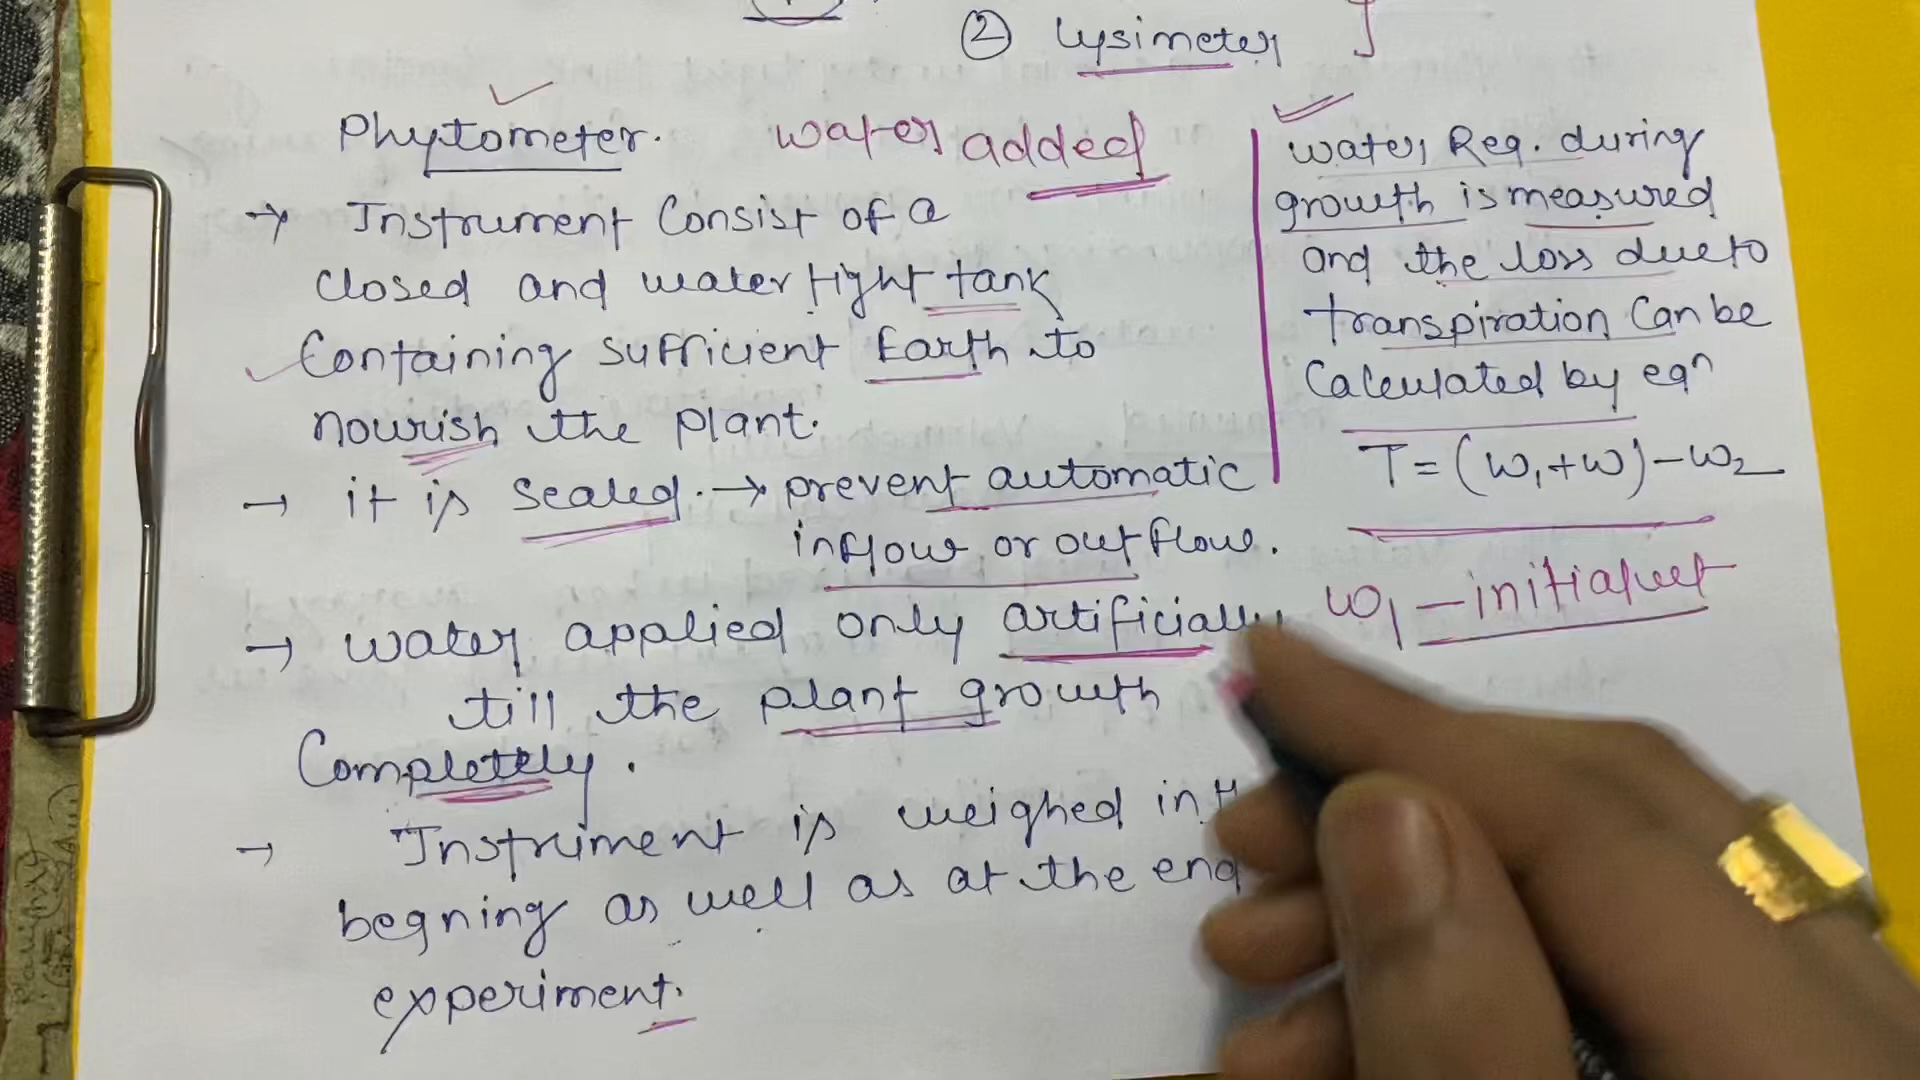 ② Lysimeter ]
Phytometer. water added
→ Instrument Consist of a
closed and water tight tank
Containing sufficient Earth to
nourish the plant.
→ it is sealed. → prevent automatic
inflow or outflow.
→ water applied only artificially
till the plant growth
Completely.
→ Instrument is weighed in
begning as well as at the end
experiment.
water Req. during
growth is measured
and the loss due to
transpiration Can be
Calculated by eqn
T = (w1+w) - w2
w1 - initial wt